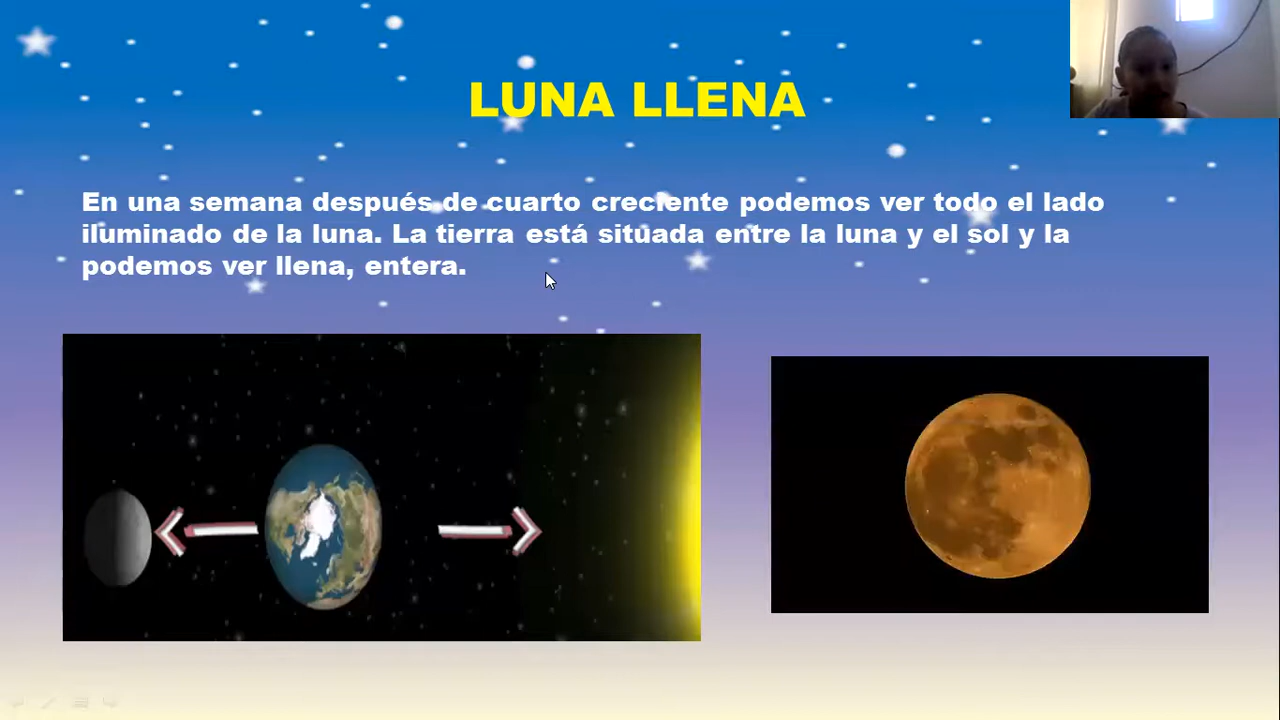 LUNA LLENA
En una semana después de cuarto creciente podemos ver todo el lado
iluminado de la luna. La tierra está situada entre la luna y el sol y la
podemos ver llena, entera.